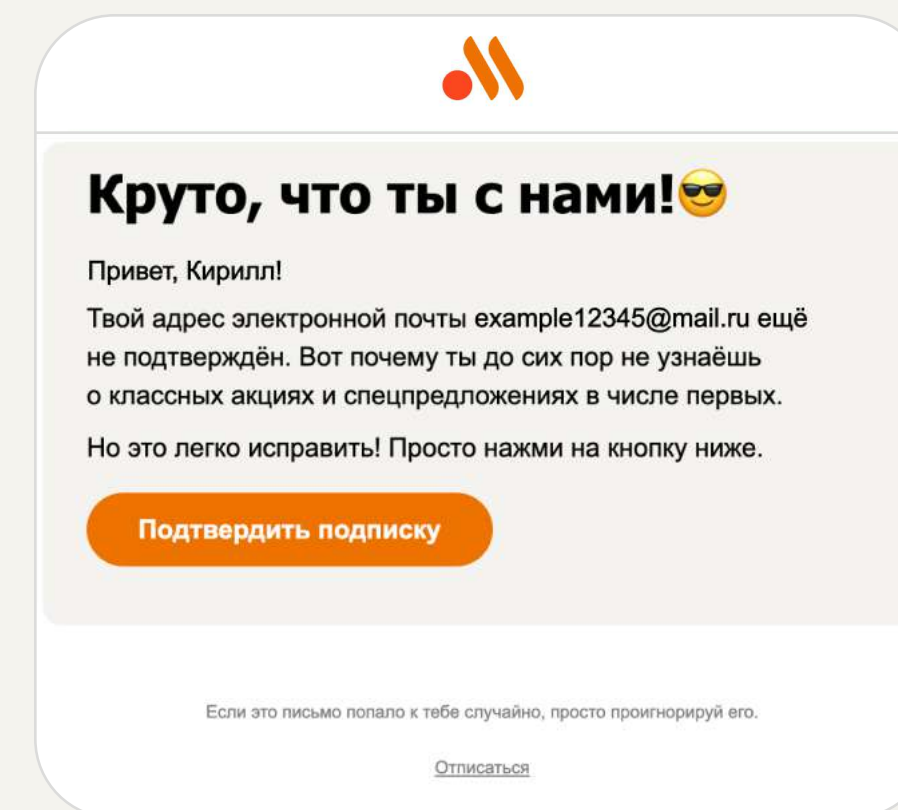 Круто, что ты с нами!😎
Привет, Кирилл!
Твой адрес электронной почты example12345@mail.ru ещё
не подтверждён. Вот почему ты до сих пор не узнаёшь
о классных акциях и спецпредложениях в числе первых.
Но это легко исправить! Просто нажми на кнопку ниже.
Подтвердить подписку
Если это письмо попало к тебе случайно, просто проигнорируй его.
Отписаться